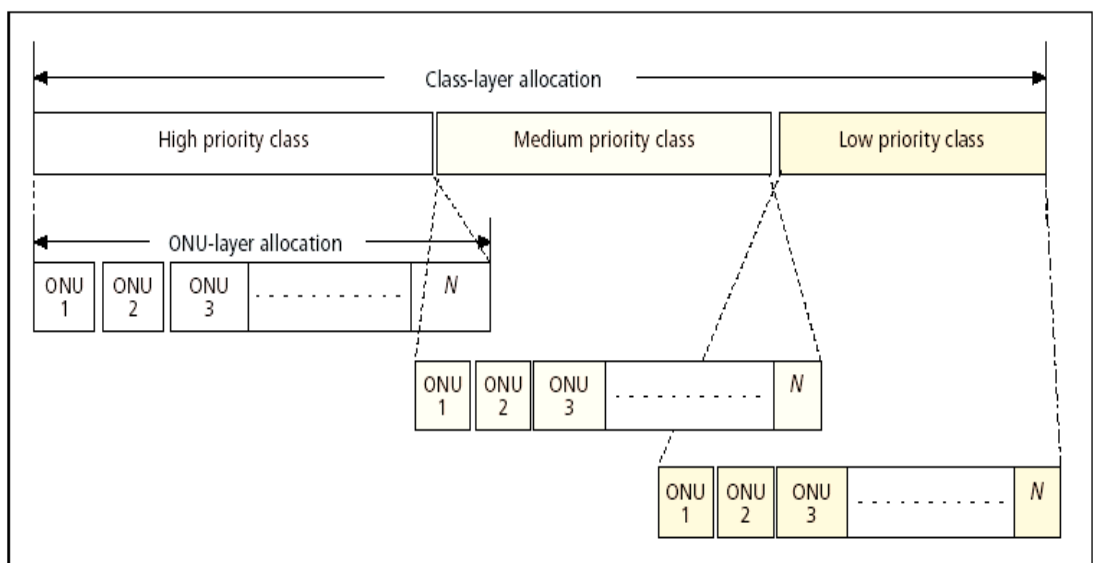 Class-layer allocation
High priority class
Medium priority class
Low priority class
ONU-layer allocation
ONU
1
ONU
2
ONU
3
N
ONU
1
ONU
2
ONU
3
N
ONU
1
ONU
2
ONU
3
N